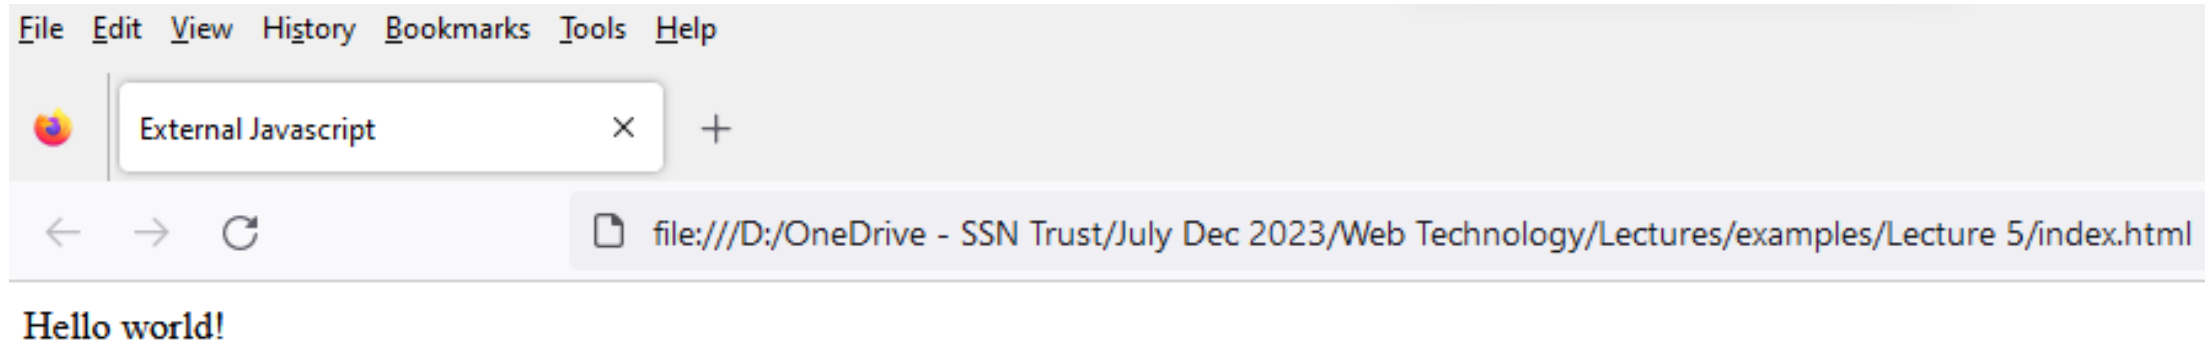 File Edit View History Bookmarks Tools Help
External Javascript
file:///D:/OneDrive - SSN Trust/July Dec 2023/Web Technology/Lectures/examples/Lecture 5/index.html
Hello world!